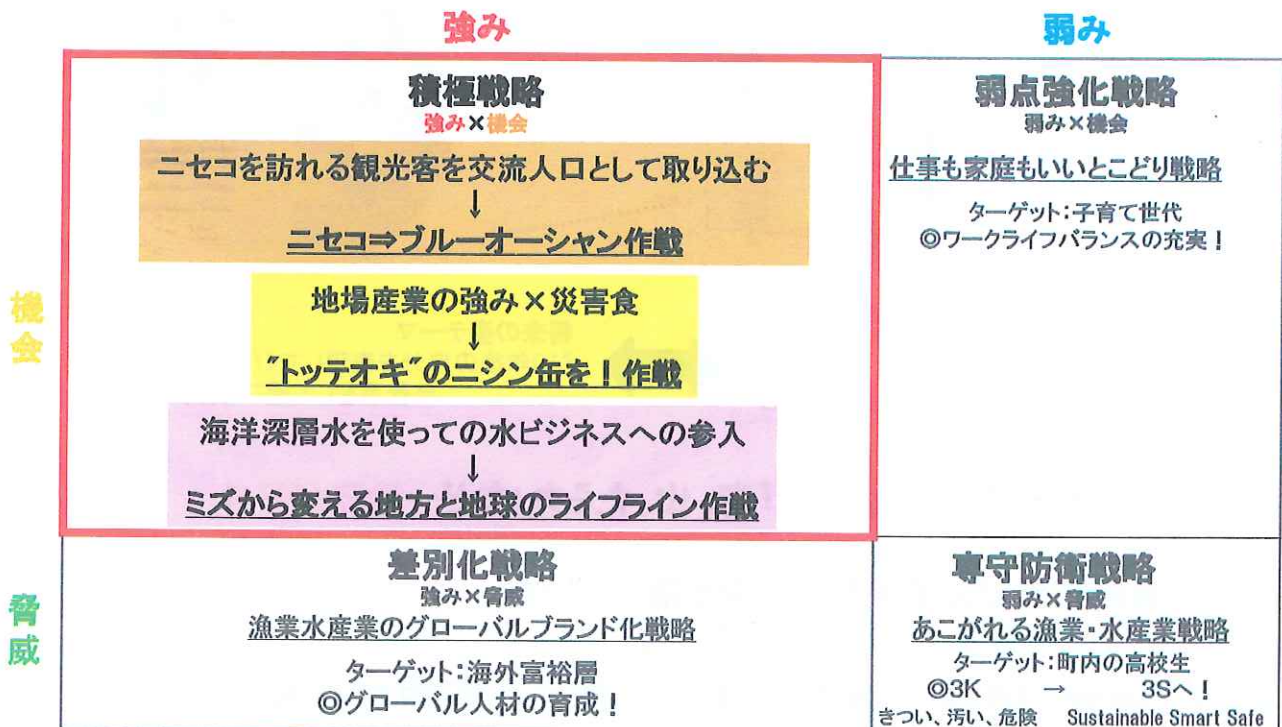 強み
弱み
機会
脅威
積極戦略
強み×機会
ニセコを訪れる観光客を交流人口として取り込む
↓
ニセコ⇒ブルーオーシャン作戦
地場産業の強み×災害食
↓
"トッテオキ"のニシン缶を！作戦
海洋深層水を使っての水ビジネスへの参入
↓
ミズから変える地方と地球のライフライン作戦
弱点強化戦略
弱み×機会
仕事も家庭もいいとこどり戦略
ターゲット：子育て世代
◎ワークライフバランスの充実！
差別化戦略
強み×脅威
漁業水産業のグローバルブランド化戦略
ターゲット：海外富裕層
◎グローバル人材の育成！
専守防衛戦略
弱み×脅威
あこがれる漁業・水産業戦略
ターゲット：町内の高校生
◎3K → 3Sへ！
きつい、汚い、危険 Sustainable Smart Safe